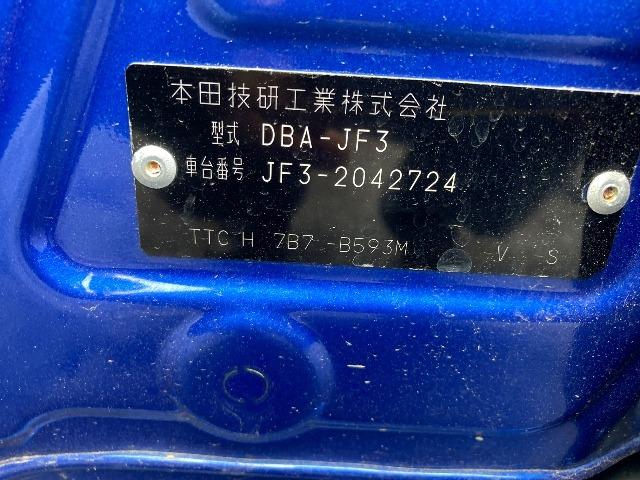 本田技研工業株式会社
型式 DBA-JF3
車台番号 JF3-2042724
TTC H 7B7 -B593M V S